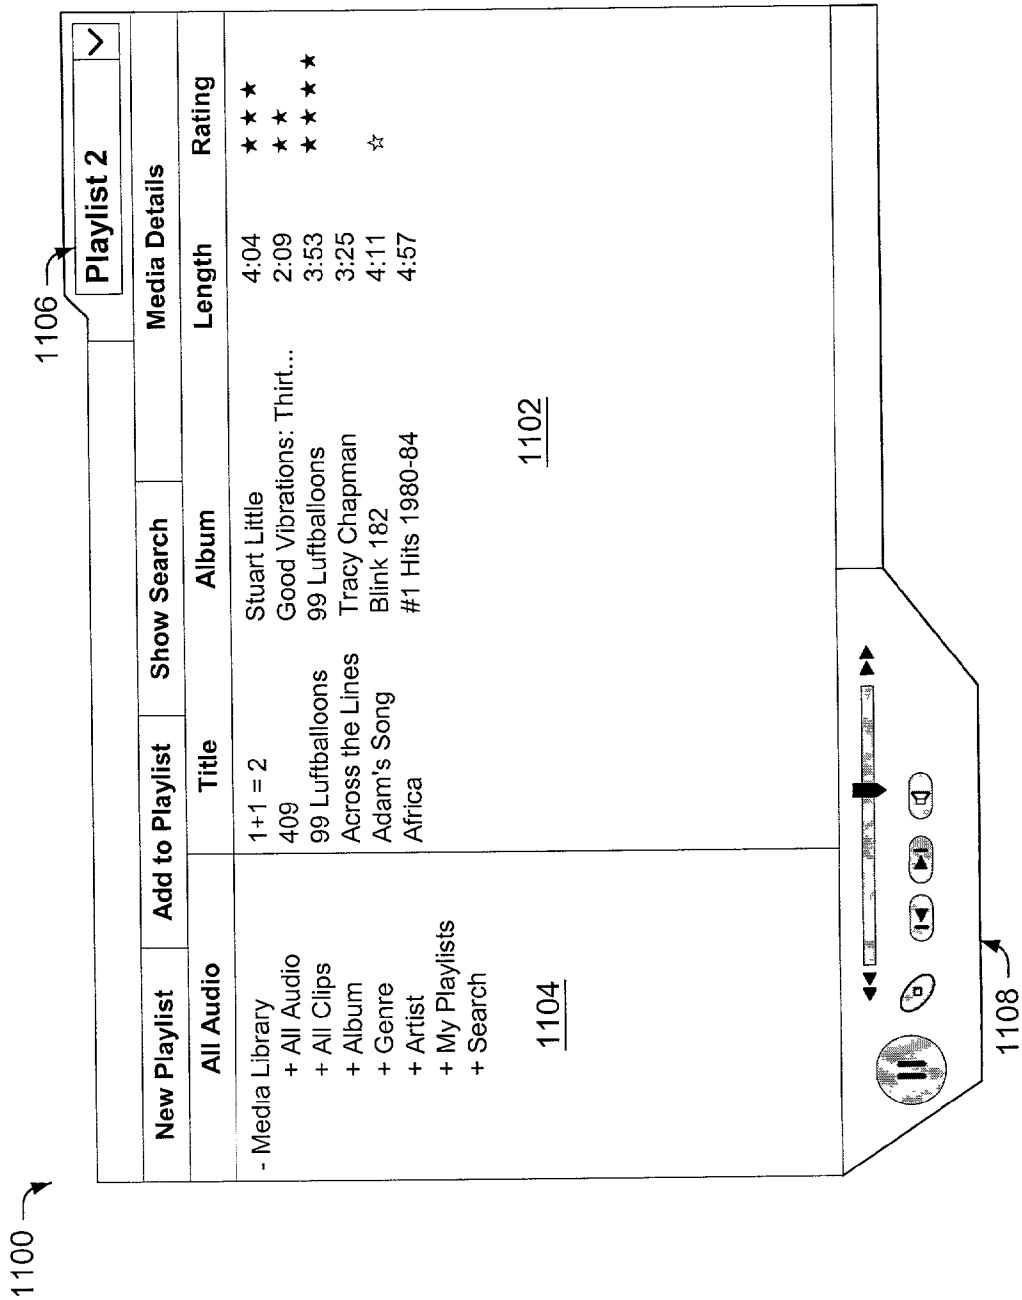 1100
1106
Playlist 2
New Playlist Add to Playlist Show Search Media Details
All Audio Title Album Length Rating
- Media Library
+ All Audio
+ All Clips
+ Album
+ Genre
+ Artist
+ My Playlists
+ Search
1+1 = 2 Stuart Little 4:04 ★ ★ ★
409 Good Vibrations: Thirt... 2:09 ★ ★
99 Luftballoons 99 Luftballoons 3:53 ★ ★ ★ ★
Across the Lines Tracy Chapman 3:25
Adam's Song Blink 182 4:11 ☆
Africa #1 Hits 1980-84 4:57
1104
1102
1108